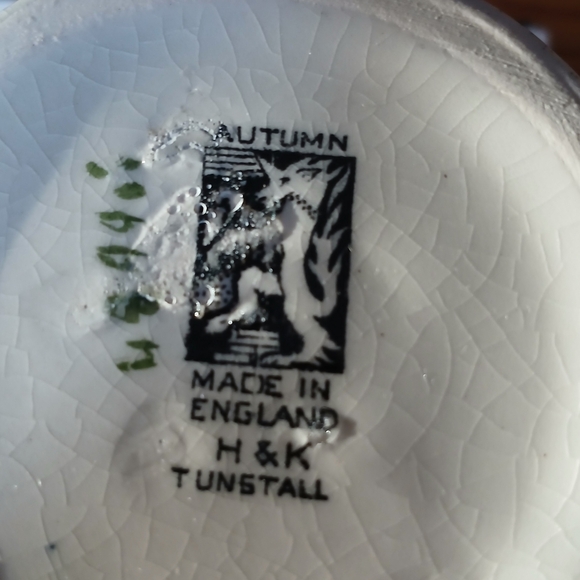 AUTUMN
MADE IN
ENGLAND
H & K
TUNSTALL